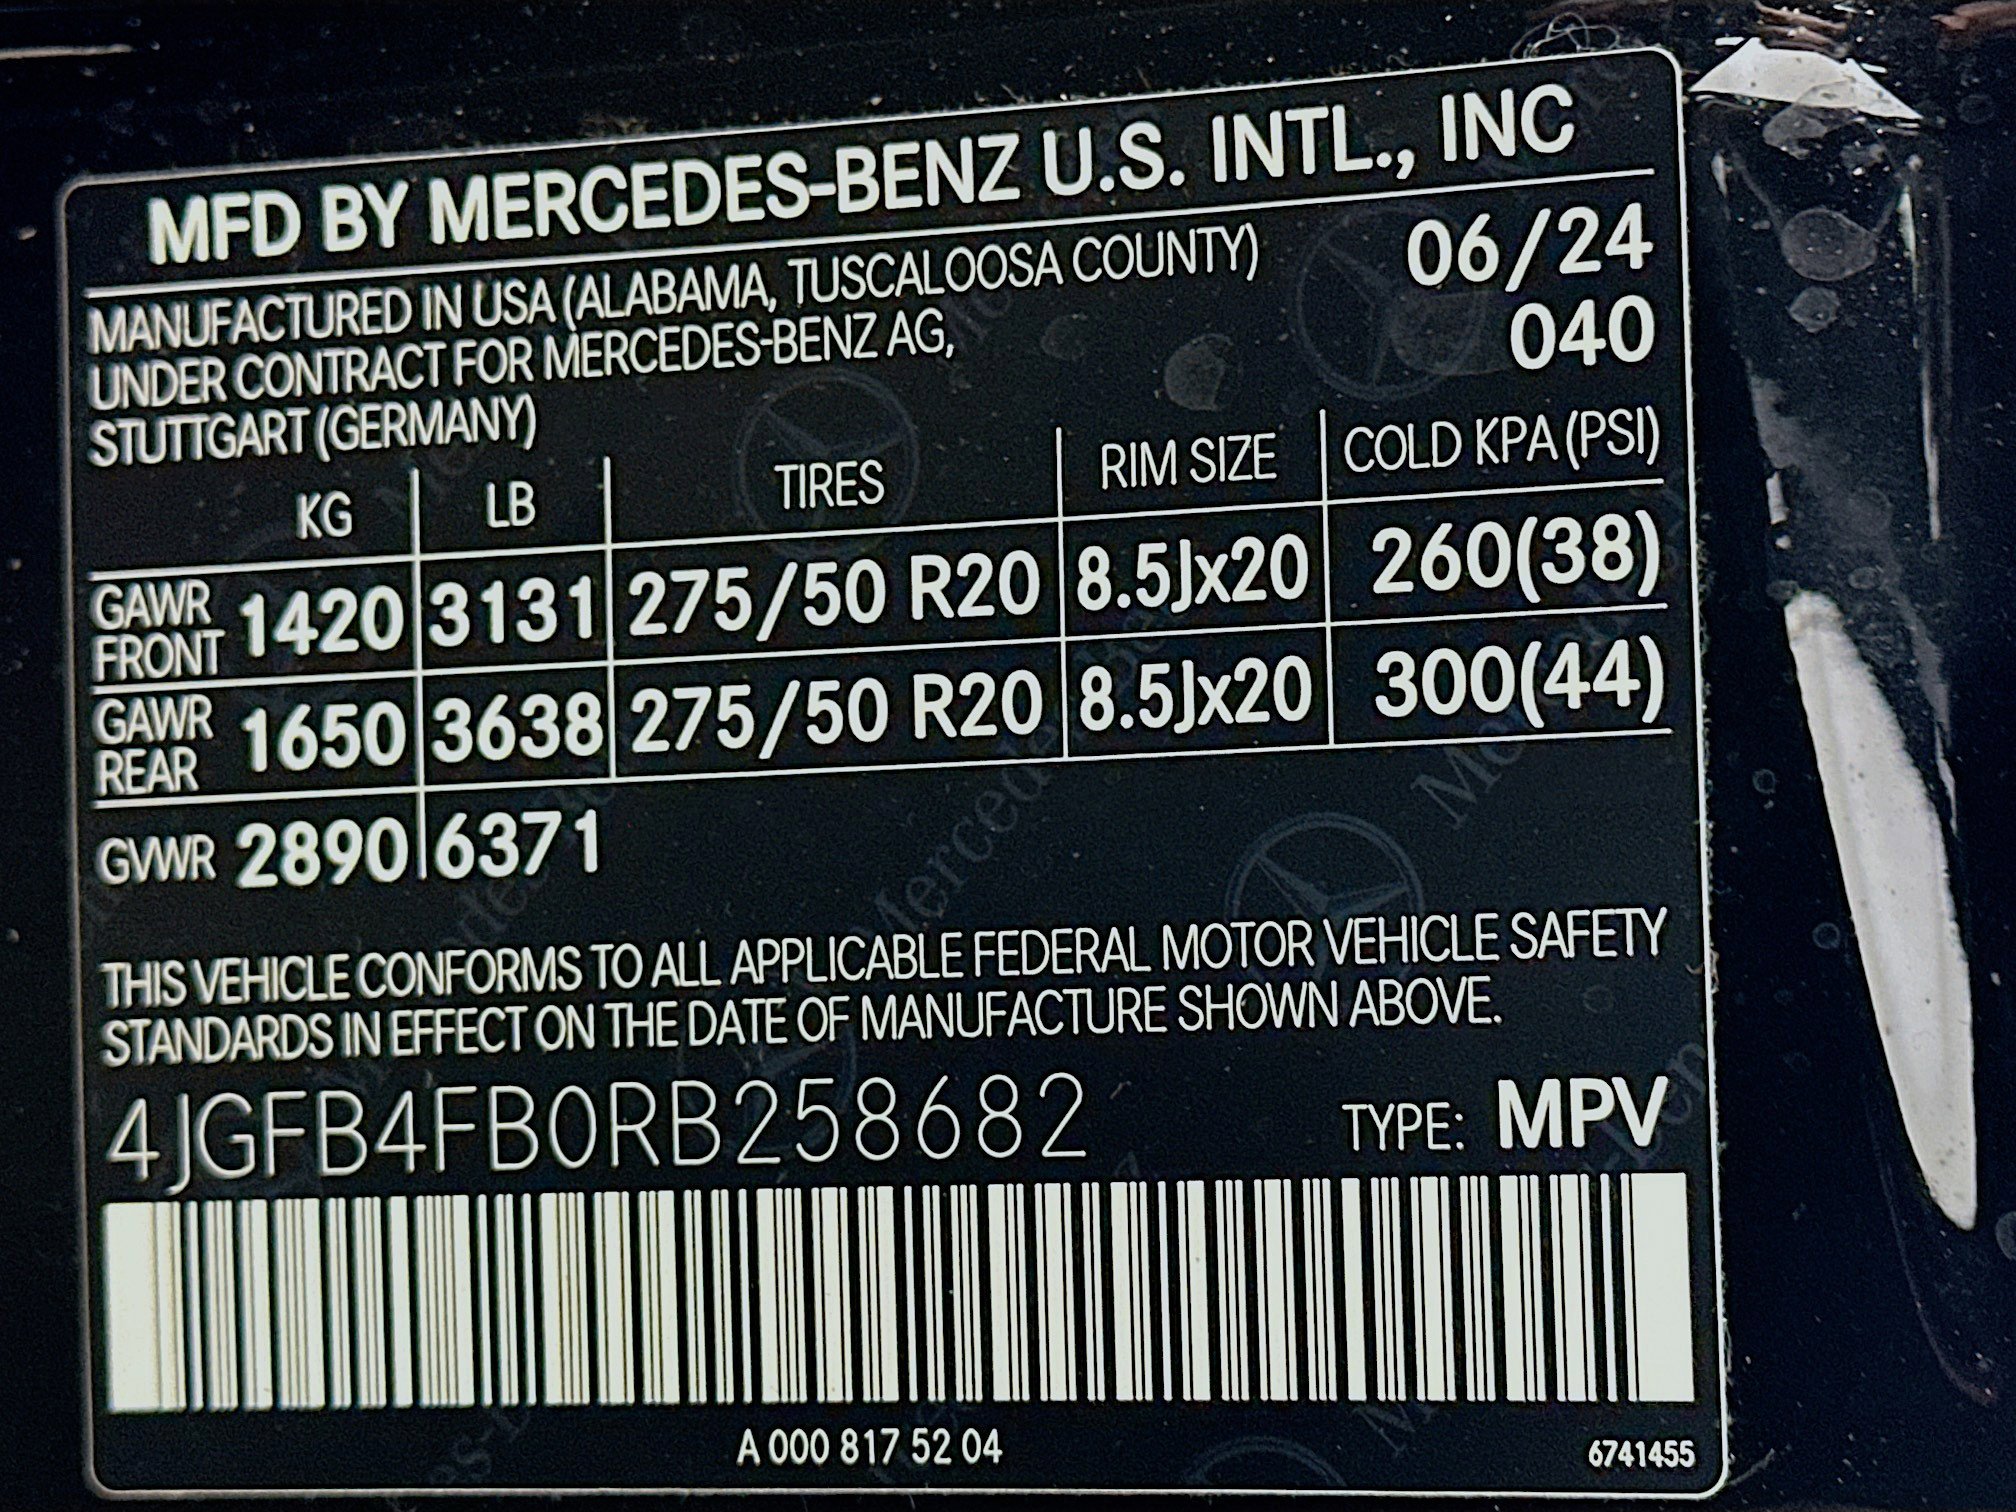 MFD BY MERCEDES-BENZ U.S. INTL., INC
MANUFACTURED IN USA (ALABAMA, TUSCALOOSA COUNTY) 06/24
UNDER CONTRACT FOR MERCEDES-BENZ AG, 040
STUTTGART (GERMANY)
KG LB TIRES RIM SIZE COLD KPA (PSI)
GAWR FRONT 1420 3131 275/50 R20 8.5Jx20 260(38)
GAWR REAR 1650 3638 275/50 R20 8.5Jx20 300(44)
GVWR 2890 6371
THIS VEHICLE CONFORMS TO ALL APPLICABLE FEDERAL MOTOR VEHICLE SAFETY
STANDARDS IN EFFECT ON THE DATE OF MANUFACTURE SHOWN ABOVE.
4JGFB4FB0RB258682 TYPE: MPV
A 000 817 52 04 6741455